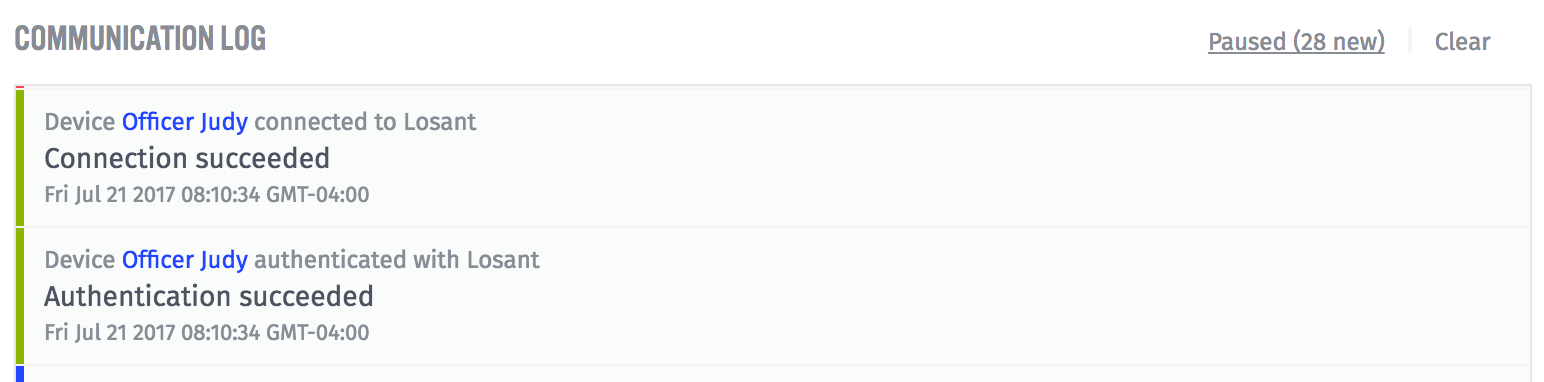 COMMUNICATION LOG
Paused (28 new)
Clear
Device Officer Judy connected to Losant
Connection succeeded
Fri Jul 21 2017 08:10:34 GMT-04:00
Device Officer Judy authenticated with Losant
Authentication succeeded
Fri Jul 21 2017 08:10:34 GMT-04:00